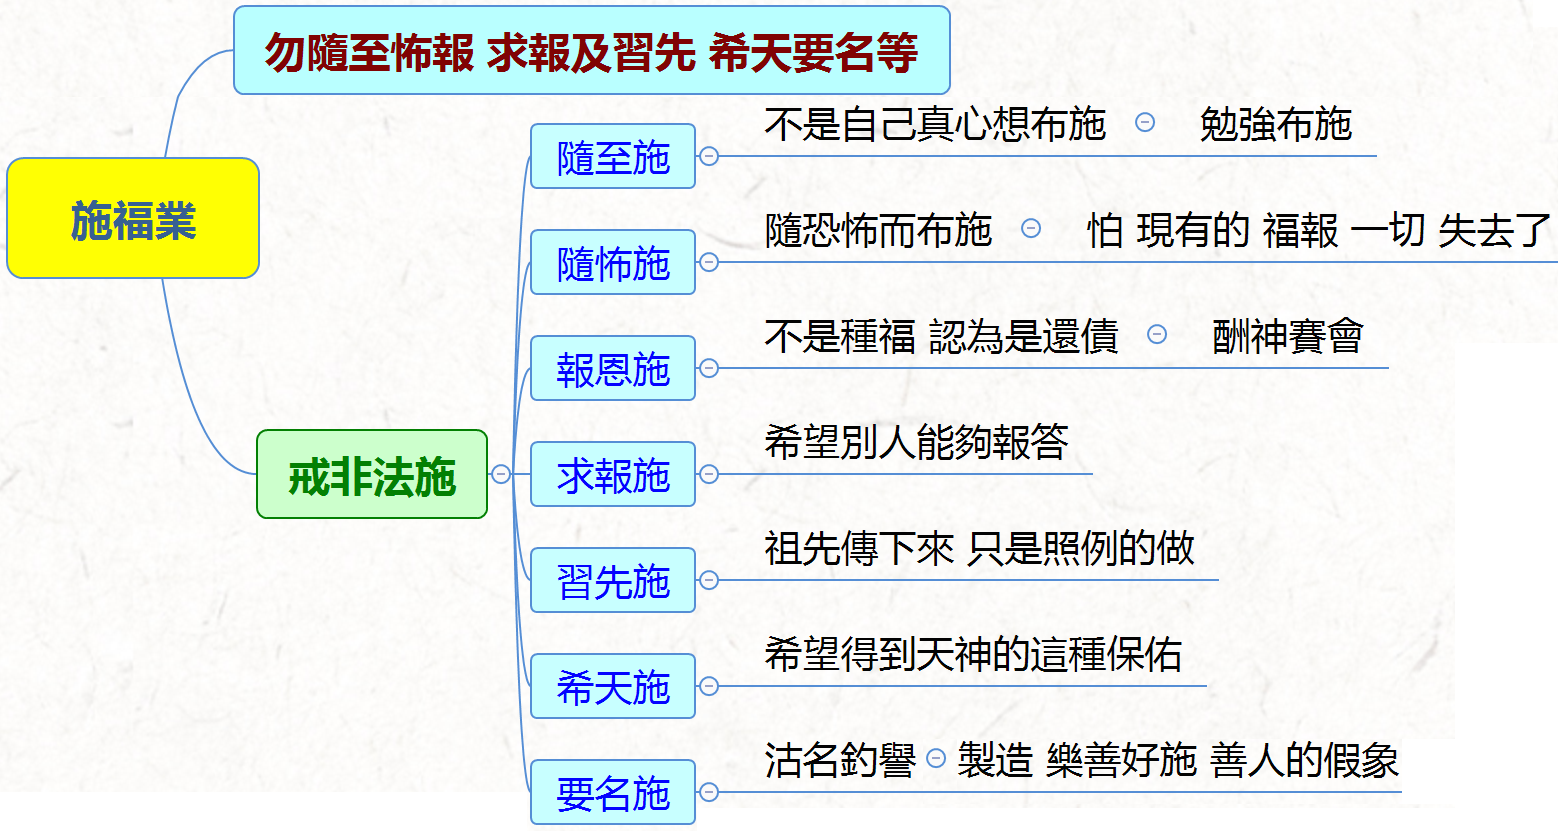 勿隨至怖報 求報及習先 希天要名等
施福業
戒非法施
隨至施
不是自己真心想布施 勉強布施
隨怖施
隨恐怖而布施 怕 現有的 福報 一切 失去了
報恩施
不是種福 認為是還債 酬神賽會
求報施
希望別人能夠報答
習先施
祖先傳下來 只是照例的做
希天施
希望得到天神的這種保佑
要名施
沽名釣譽 製造 樂善好施 善人的假象